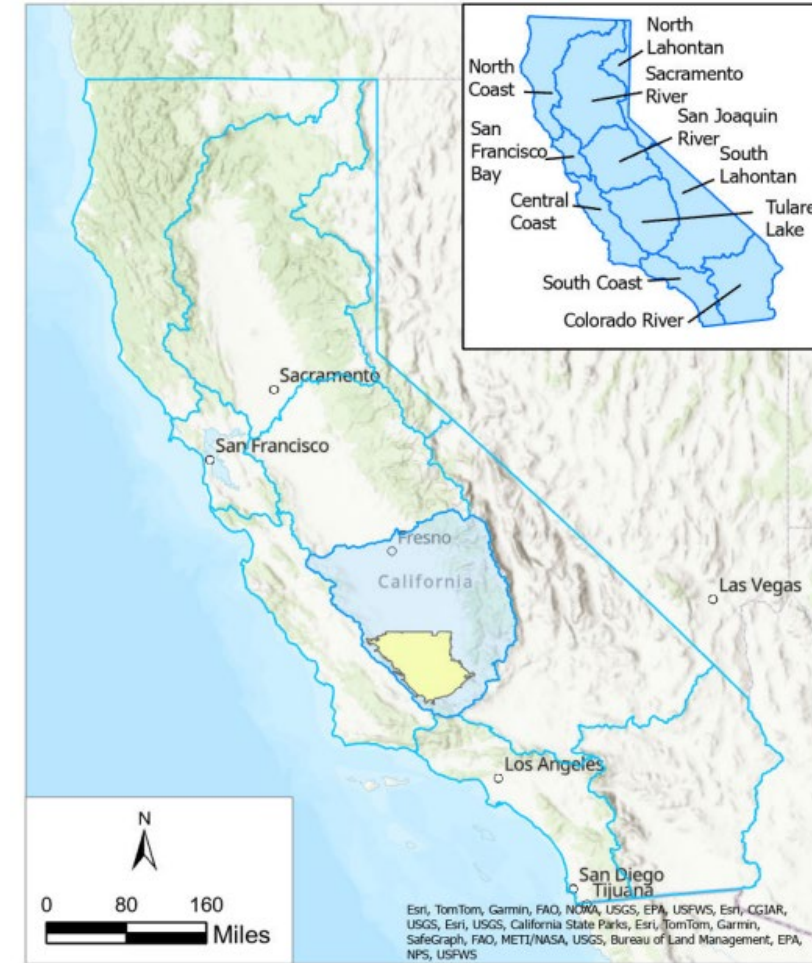 North
Lahontan
North
Coast
Sacramento
River
San
Francisco
Bay
San Joaquin
River
South
Lahontan
Central
Coast
Tulare
Lake
South Coast
Colorado River
Sacramento
San Francisco
Fresno
California
Las Vegas
Los Angeles
San Diego
Tijuana
N
0 80 160
Miles
Esri, TomTom, Garmin, FAO, NOAA, USGS, EPA, USFWS, Esri, CGIAR,
USGS, Esri, USGS, California State Parks, Esri, TomTom, Garmin,
SafeGraph, FAO, METI/NASA, USGS, Bureau of Land Management, EPA,
NPS, USFWS